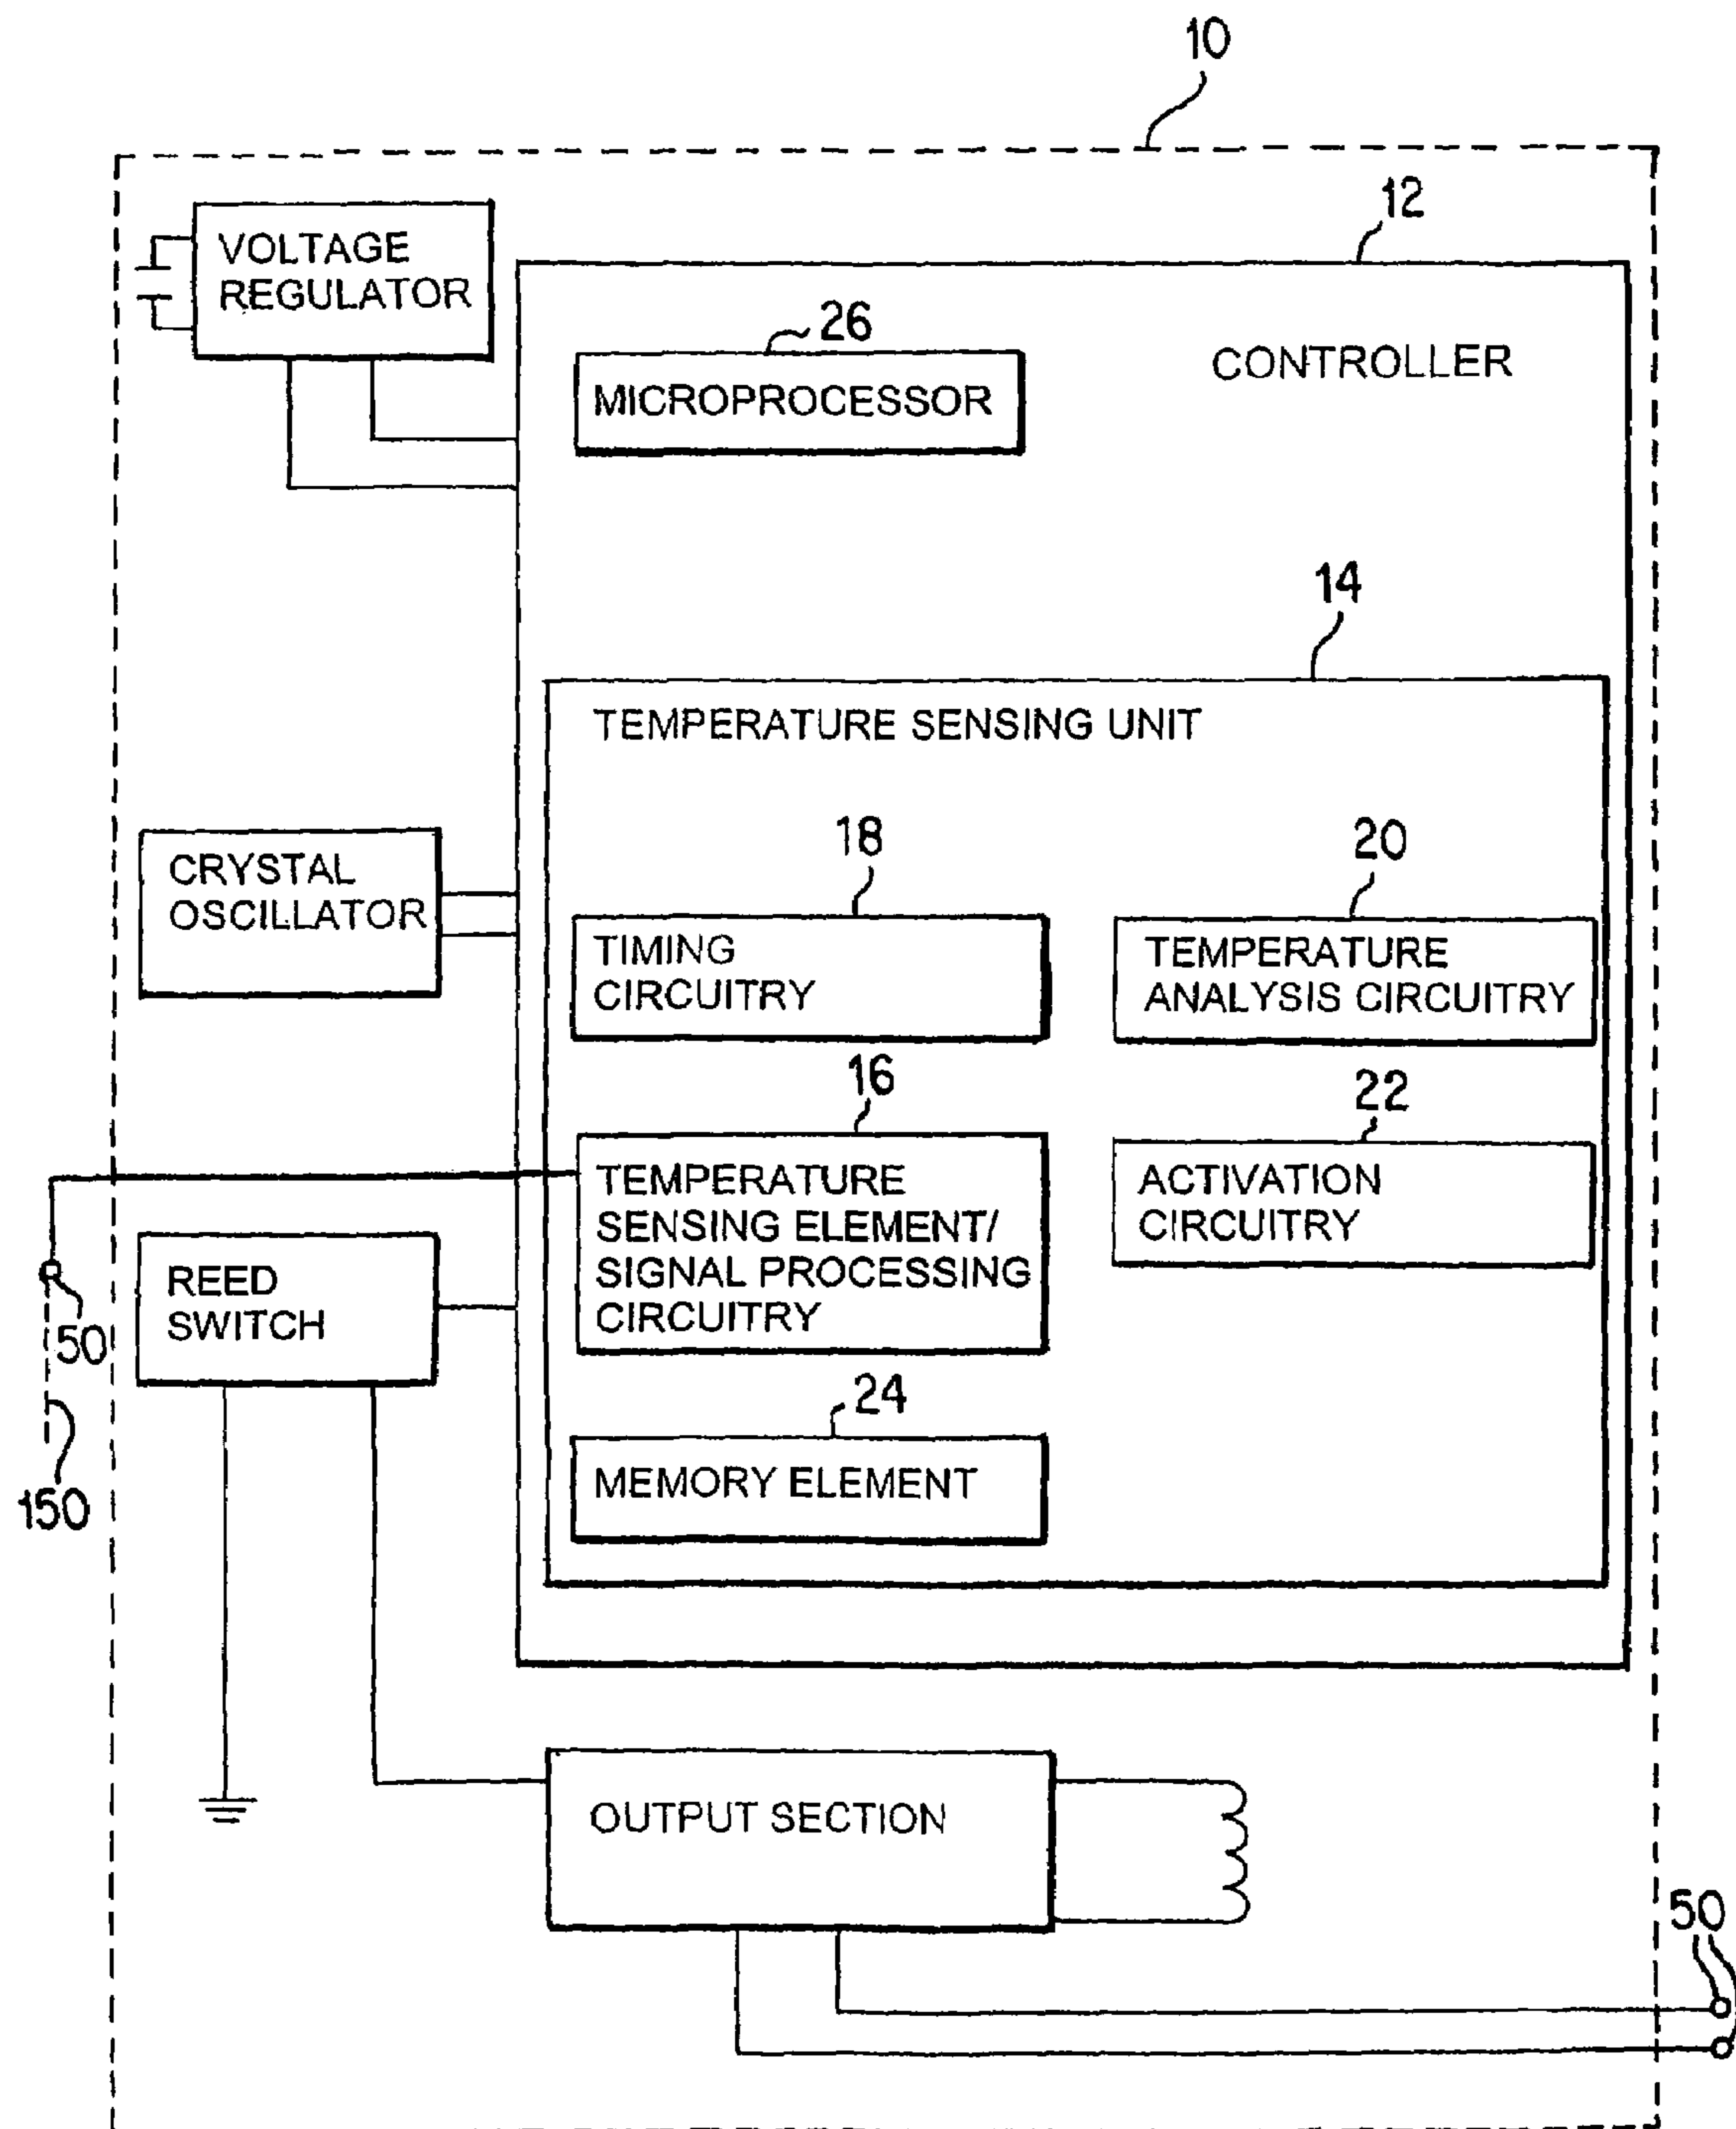 10
12
VOLTAGE
REGULATOR
26
MICROPROCESSOR
CONTROLLER
14
TEMPERATURE SENSING UNIT
CRYSTAL
OSCILLATOR
18
TIMING
CIRCUITRY
20
TEMPERATURE
ANALYSIS CIRCUITRY
16
TEMPERATURE
SENSING ELEMENT/
SIGNAL PROCESSING
CIRCUITRY
22
ACTIVATION
CIRCUITRY
REED
SWITCH
50
150
24
MEMORY ELEMENT
OUTPUT SECTION
50